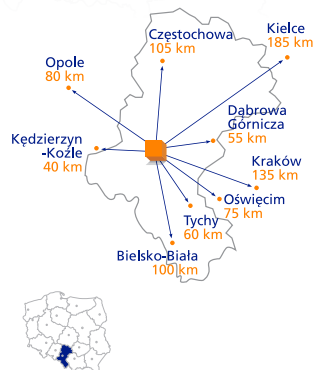 Kielce
185 km
Częstochowa
105 km
Opole
80 km
Dąbrowa
Górnicza
55 km
Kędzierzyn
-Koźle
40 km
Kraków
135 km
Oświęcim
75 km
Tychy
60 km
Bielsko-Biała
100 km